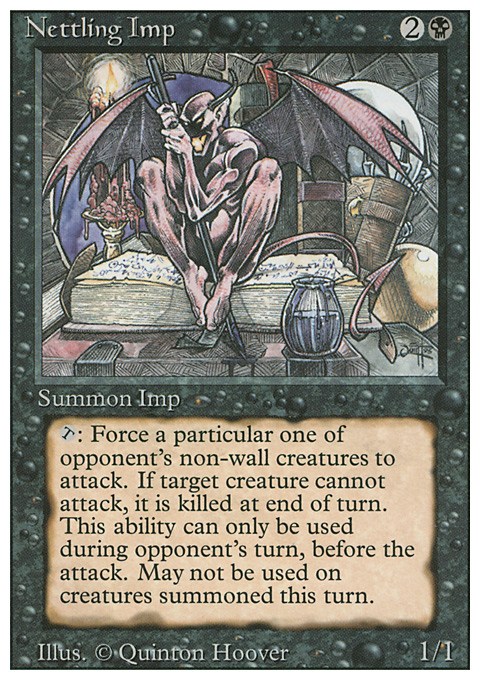 Nettling Imp 2
Summon Imp
: Force a particular one of
opponent's non-wall creatures to
attack. If target creature cannot
attack, it is killed at end of turn.
This ability can only be used
during opponent's turn, before the
attack. May not be used on
creatures summoned this turn.
Illus. © Quinton Hoover 1/1